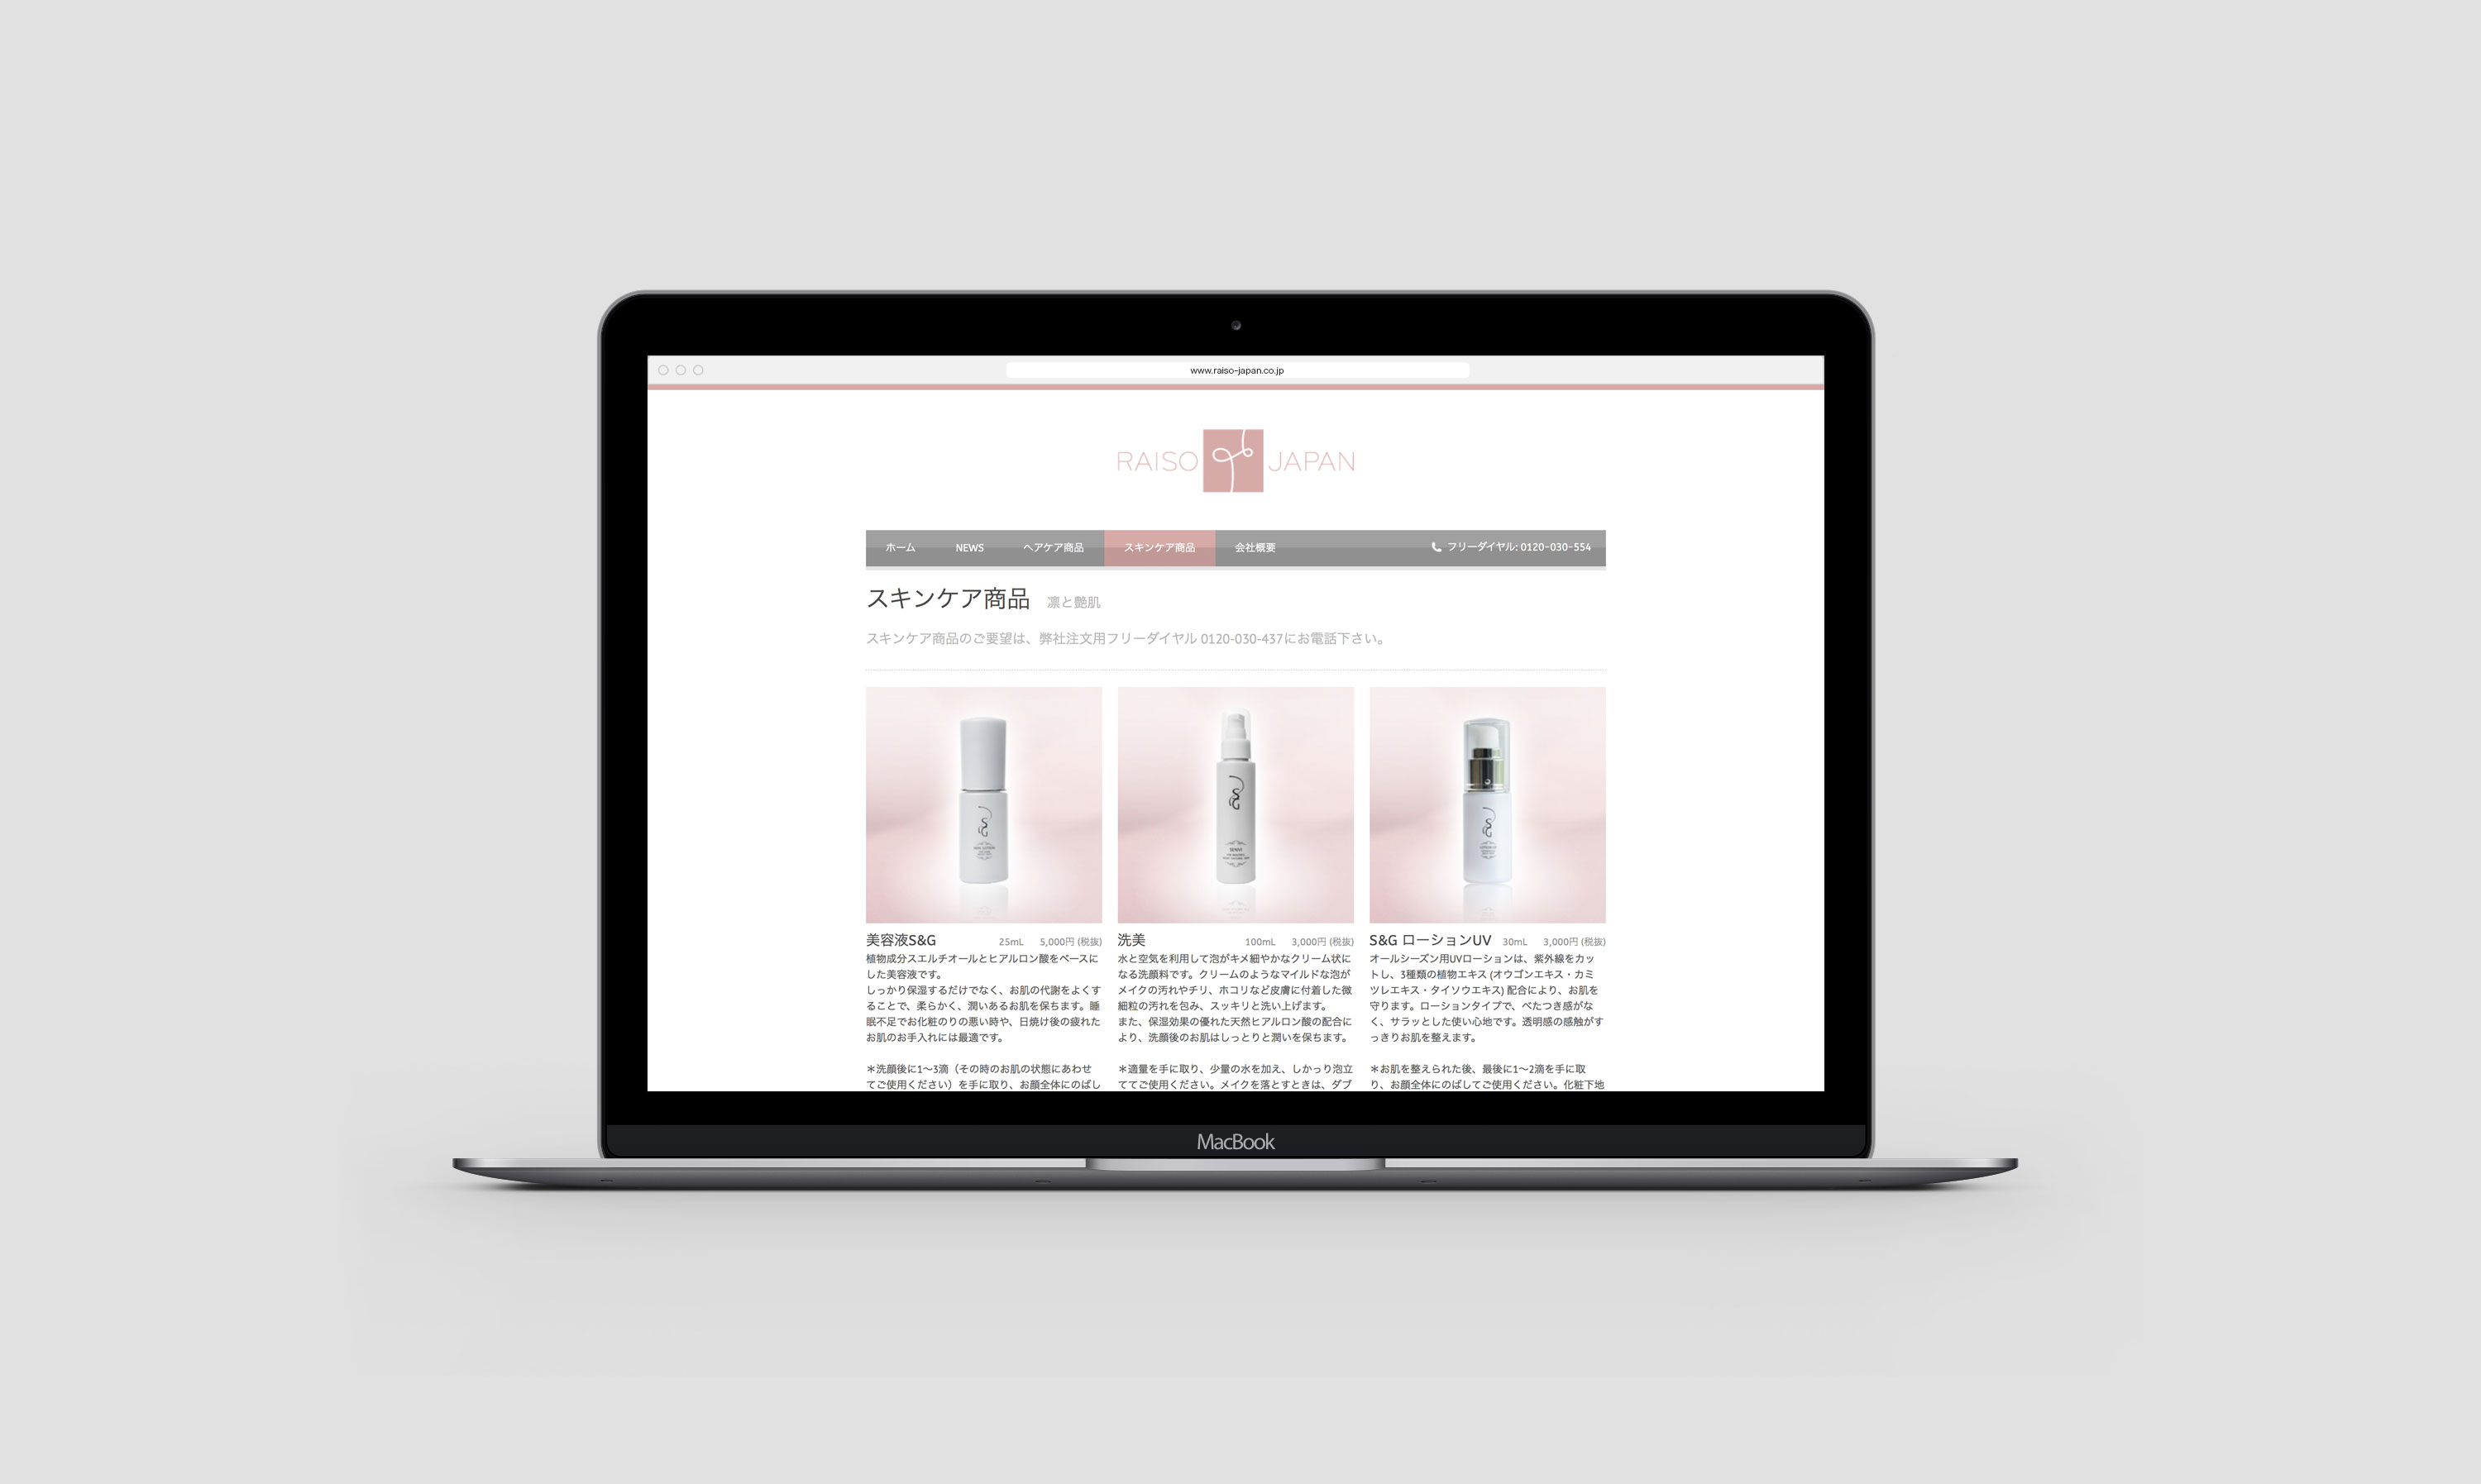 www.raiso-japan.co.jp
RAISO JAPAN
ホーム NEWS ヘアケア商品 スキンケア商品 会社概要 フリーダイヤル: 0120-030-554
スキンケア商品 凛と艶肌
スキンケア商品のご要望は、弊社注文用フリーダイヤル 0120-030-437にお電話下さい。
S&G
S&G
SENBI
S&G
美容液S&G 25mL 5,000円 (税抜)
植物成分スエルチオールとヒアルロン酸をベースに
した美容液です。
しっかり保湿するだけでなく、お肌の代謝をよくす
ることで、柔らかく、潤いあるお肌を保ちます。睡
眠不足でお化粧のりの悪い時や、日焼け後の疲れた
お肌のお手入れには最適です。
＊洗顔後に1〜3滴（その時のお肌の状態にあわせ
てご使用ください）を手に取り、お顔全体にのばし
洗美 100mL 3,000円 (税抜)
水と空気を利用して泡がキメ細やかなクリーム状に
なる洗顔料です。クリームのようなマイルドな泡が
メイクの汚れやチリ、ホコリなど皮膚に付着した微
細粒の汚れを包み、スッキリと洗い上げます。
また、保湿効果の優れた天然ヒアルロン酸の配合に
より、洗顔後のお肌はしっとりと潤いを保ちます。
＊適量を手に取り、少量の水を加え、しかっり泡立
ててご使用ください。メイクを落とすときは、ダブ
S&G ローションUV 30mL 3,000円 (税抜)
オールシーズン用UVローションは、紫外線をカッ
トし、3種類の植物エキス (オウゴンエキス・カミ
ツレエキス・タイソウエキス) 配合により、お肌を
守ります。ローションタイプで、べたつき感がな
く、サラッとした使い心地です。透明感の感触がす
っきりお肌を整えます。
＊お肌を整えられた後、最後に1〜2滴を手に取
り、お顔全体にのばしてご使用ください。化粧下地
MacBook